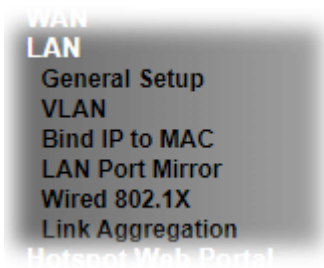 WAN
LAN
General Setup
VLAN
Bind IP to MAC
LAN Port Mirror
Wired 802.1X
Link Aggregation
Hotspot Web Portal